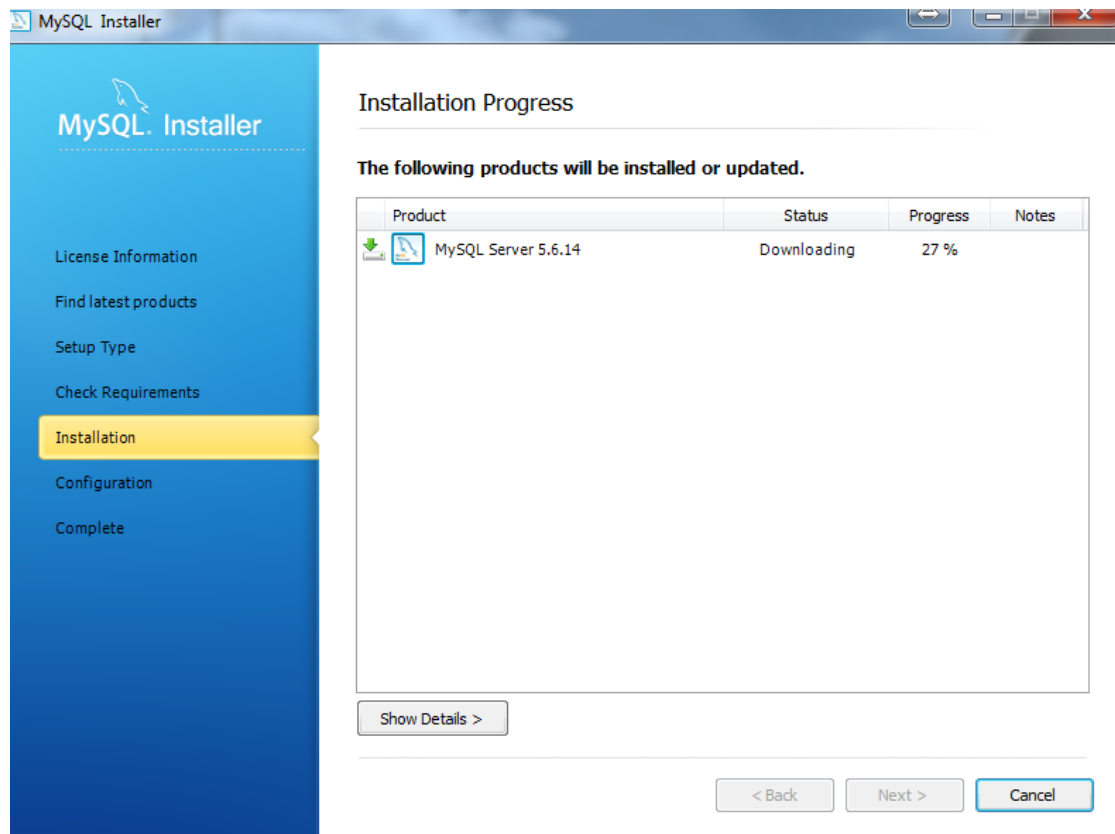 MySQL Installer
MySQL. Installer
License Information
Find latest products
Setup Type
Check Requirements
Installation
Configuration
Complete
Installation Progress
The following products will be installed or updated.
Product Status Progress Notes
MySQL Server 5.6.14 Downloading 27 %
Show Details >
< Back Next > Cancel